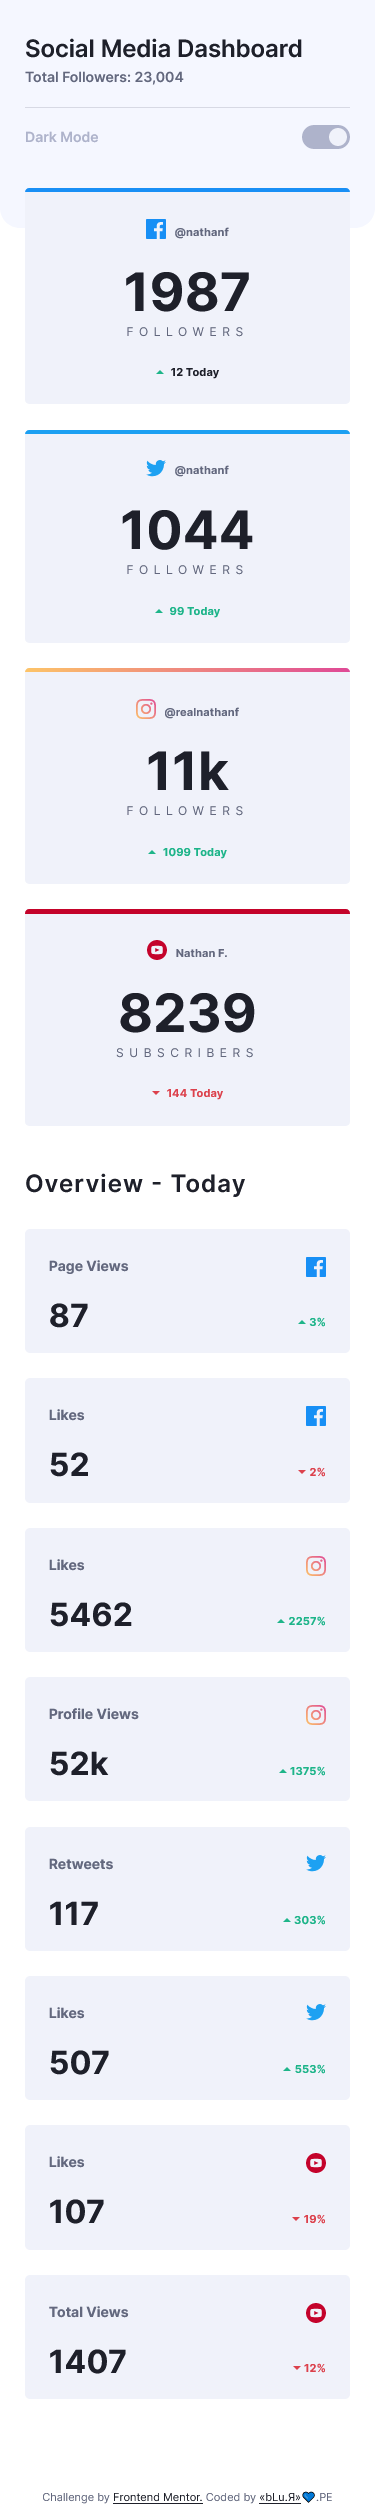 Social Media Dashboard
Total Followers: 23,004
Dark Mode
@nathanf
1987
FOLLOWERS
12 Today
@nathanf
1044
FOLLOWERS
99 Today
@realnathanf
11k
FOLLOWERS
1099 Today
Nathan F.
8239
SUBSCRIBERS
144 Today
Overview - Today
Page Views
87 3%
Likes
52 2%
Likes
5462 2257%
Profile Views
52k 1375%
Retweets
117 303%
Likes
507 553%
Likes
107 19%
Total Views
1407 12%
Challenge by Frontend Mentor. Coded by «bLu.Я»💙.PE